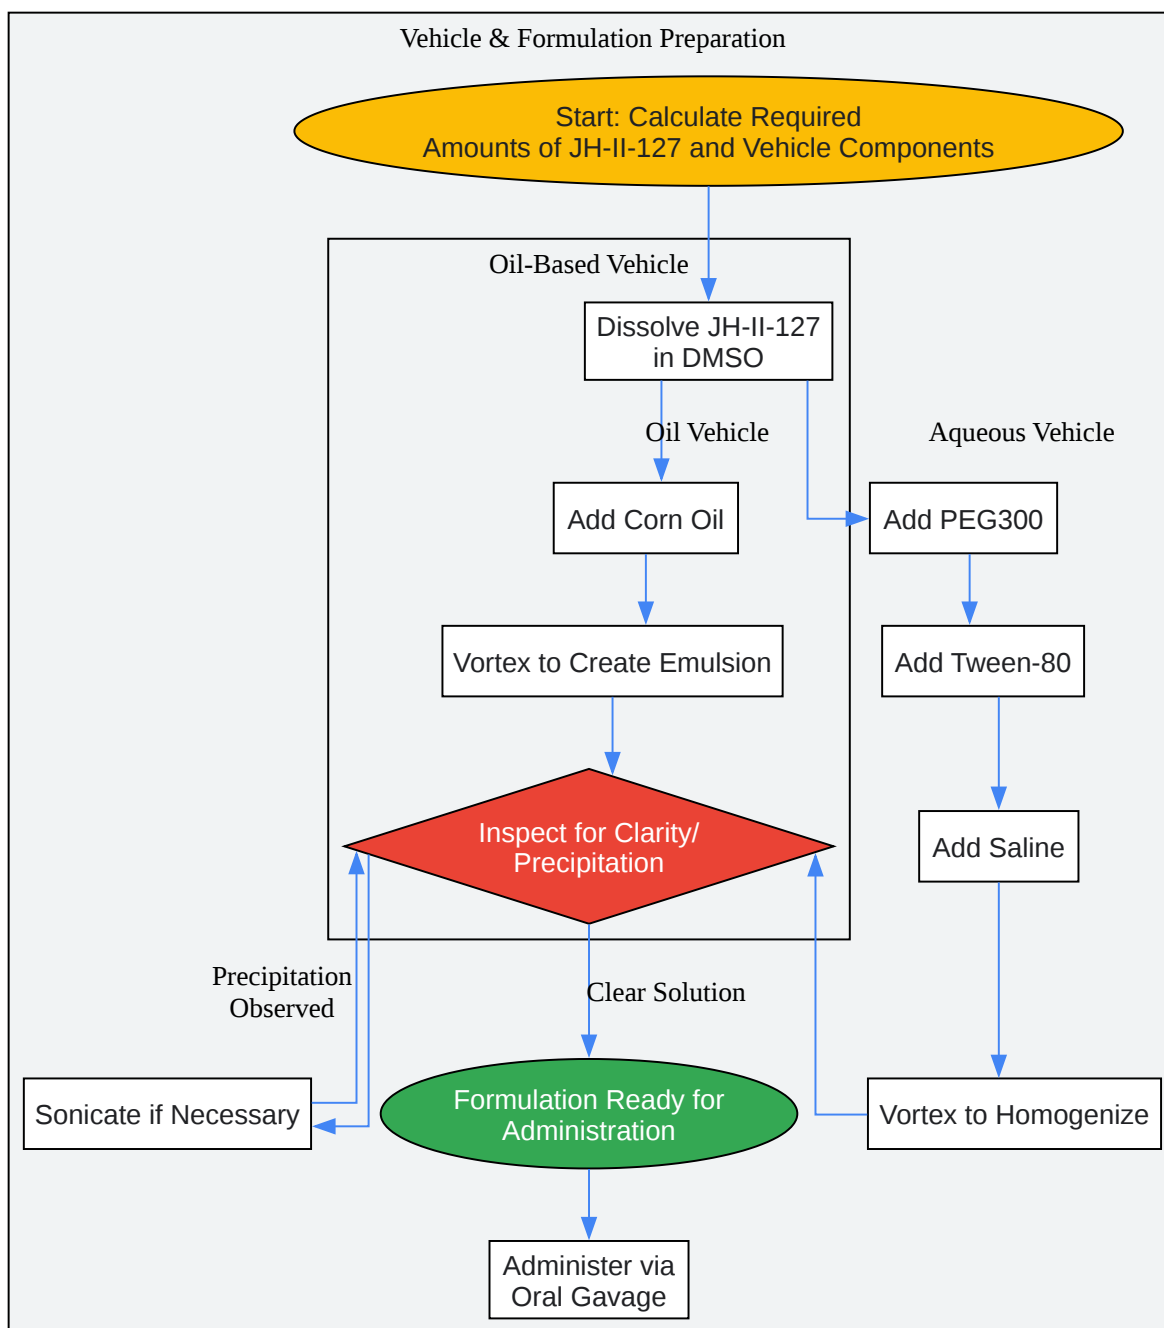 Vehicle & Formulation Preparation
Start: Calculate Required
Amounts of JH-II-127 and Vehicle Components
Oil-Based Vehicle
Dissolve JH-II-127
in DMSO
Oil Vehicle
Aqueous Vehicle
Add Corn Oil
Add PEG300
Vortex to Create Emulsion
Add Tween-80
Inspect for Clarity/
Precipitation
Add Saline
Precipitation
Observed
Clear Solution
Sonicate if Necessary
Formulation Ready for
Administration
Vortex to Homogenize
Administer via
Oral Gavage